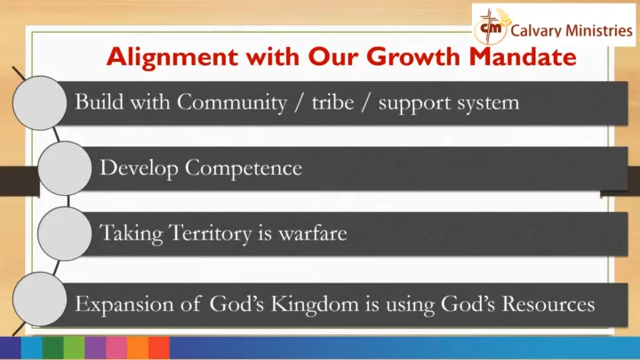 cm
Calvary Ministries
Alignment with Our Growth Mandate
Build with Community / tribe / support system
Develop Competence
Taking Territory is warfare
Expansion of God's Kingdom is using God's Resources